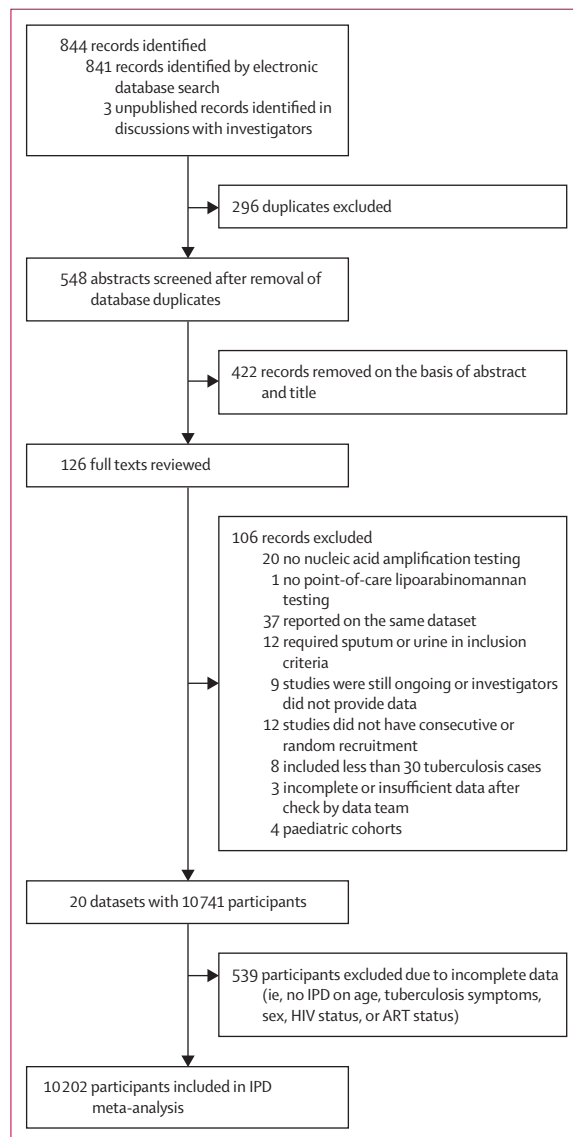 844 records identified
841 records identified by electronic
database search
3 unpublished records identified in
discussions with investigators
296 duplicates excluded
548 abstracts screened after removal of
database duplicates
422 records removed on the basis of abstract
and title
126 full texts reviewed
106 records excluded
20 no nucleic acid amplification testing
1 no point-of-care lipoarabinomannan
testing
37 reported on the same dataset
12 required sputum or urine in inclusion
criteria
9 studies were still ongoing or investigators
did not provide data
12 studies did not have consecutive or
random recruitment
8 included less than 30 tuberculosis cases
3 incomplete or insufficient data after
check by data team
4 paediatric cohorts
20 datasets with 10 741 participants
539 participants excluded due to incomplete data
(ie, no IPD on age, tuberculosis symptoms,
sex, HIV status, or ART status)
10 202 participants included in IPD
meta-analysis